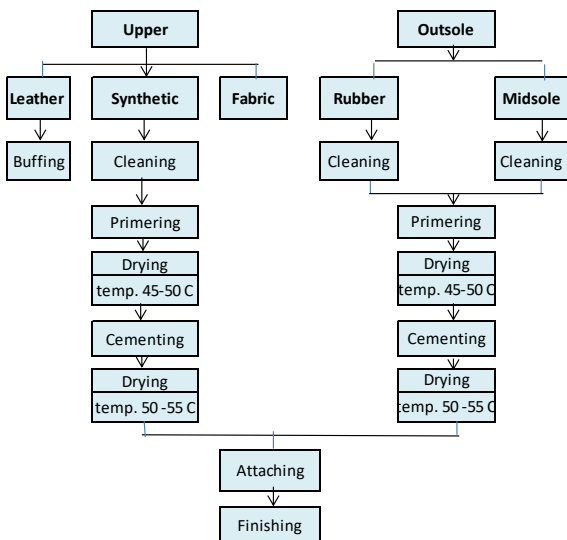 Upper
Outsole
Leather
Synthetic
Fabric
Rubber
Midsole
Buffing
Cleaning
Cleaning
Cleaning
Primering
Primering
Drying
temp. 45-50 C
Drying
temp. 45-50 C
Cementing
Cementing
Drying
temp. 50 -55 C
Drying
temp. 50 -55 C
Attaching
Finishing